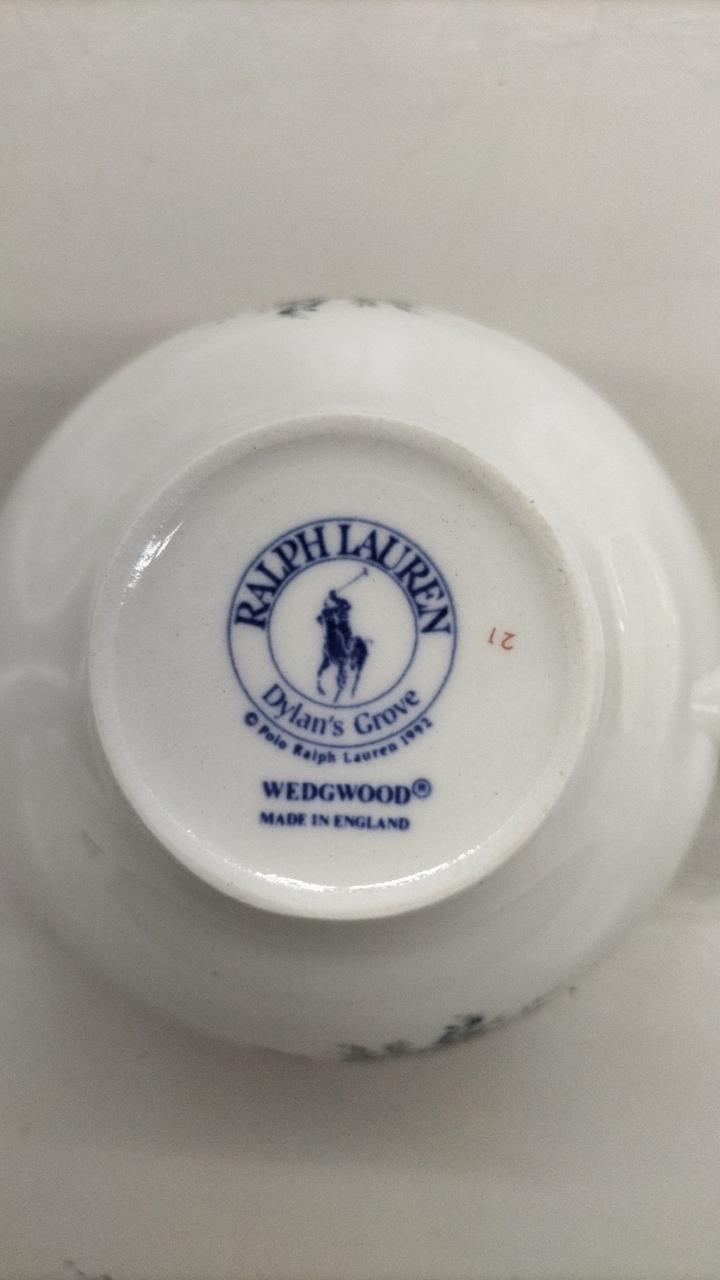 RALPH LAUREN
Dylan's Grove
© Polo Ralph Lauren 1992
WEDGWOOD®
MADE IN ENGLAND
21